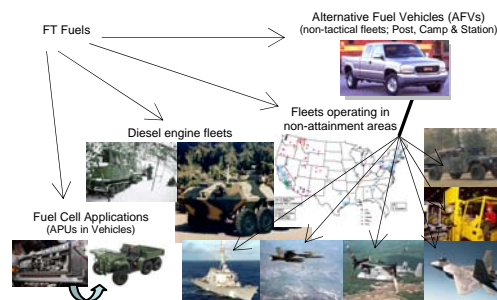 FT Fuels
Alternative Fuel Vehicles (AFVs)
(non-tactical fleets; Post, Camp & Station)
Fleets operating in
non-attainment areas
Diesel engine fleets
Fuel Cell Applications
(APUs in Vehicles)